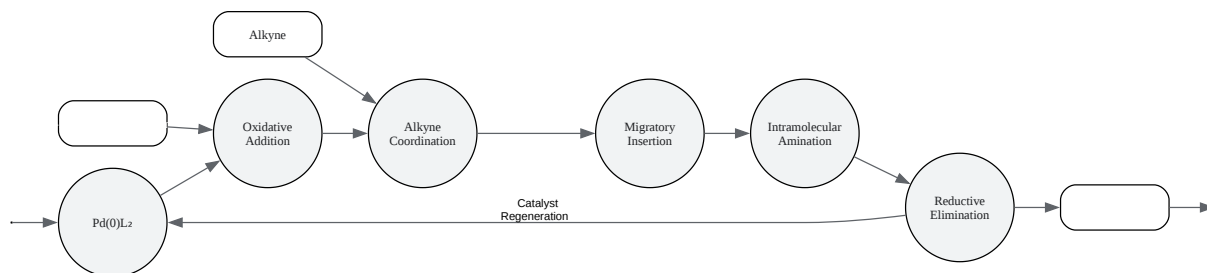 Alkyne
Oxidative
Addition
Alkyne
Coordination
Migratory
Insertion
Intramolecular
Amination
Pd(0)L₂
Catalyst
Regeneration
Reductive
Elimination